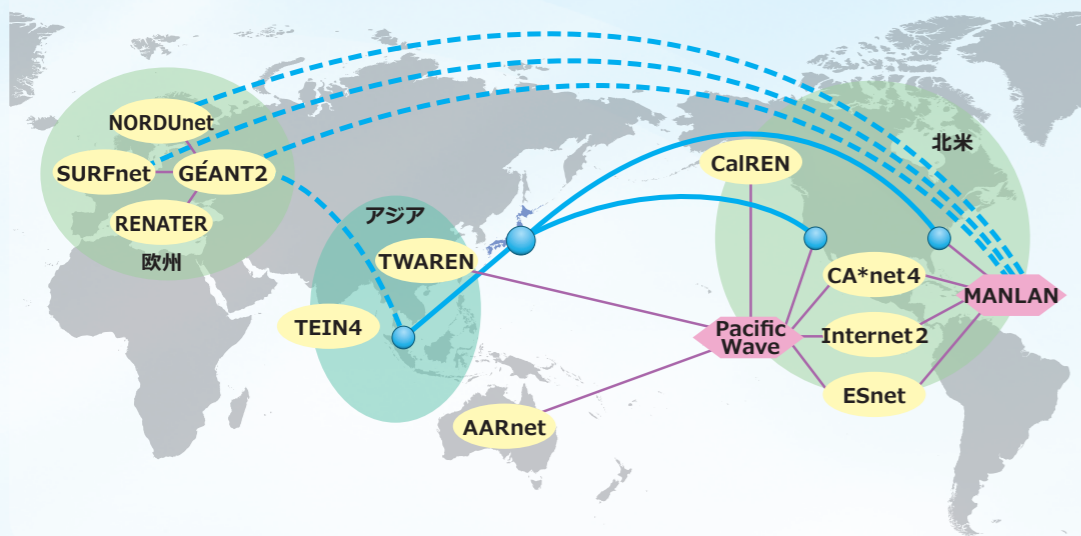 NORDUnet
SURFnet
GÉANT2
RENATER
欧州
アジア
TWAREN
TEIN4
AARnet
北米
CalREN
CA*net4
MANLAN
Pacific
Wave
Internet2
ESnet